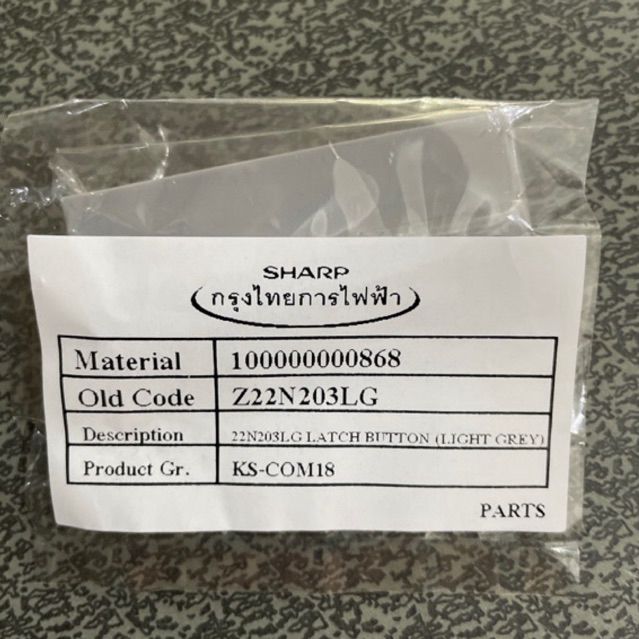 SHARP
กรุงไทยการไฟฟ้า
Material 100000000868
Old Code Z22N203LG
Description 22N203LG LATCH BUTTON (LIGHT GREY)
Product Gr. KS-COM18
PARTS